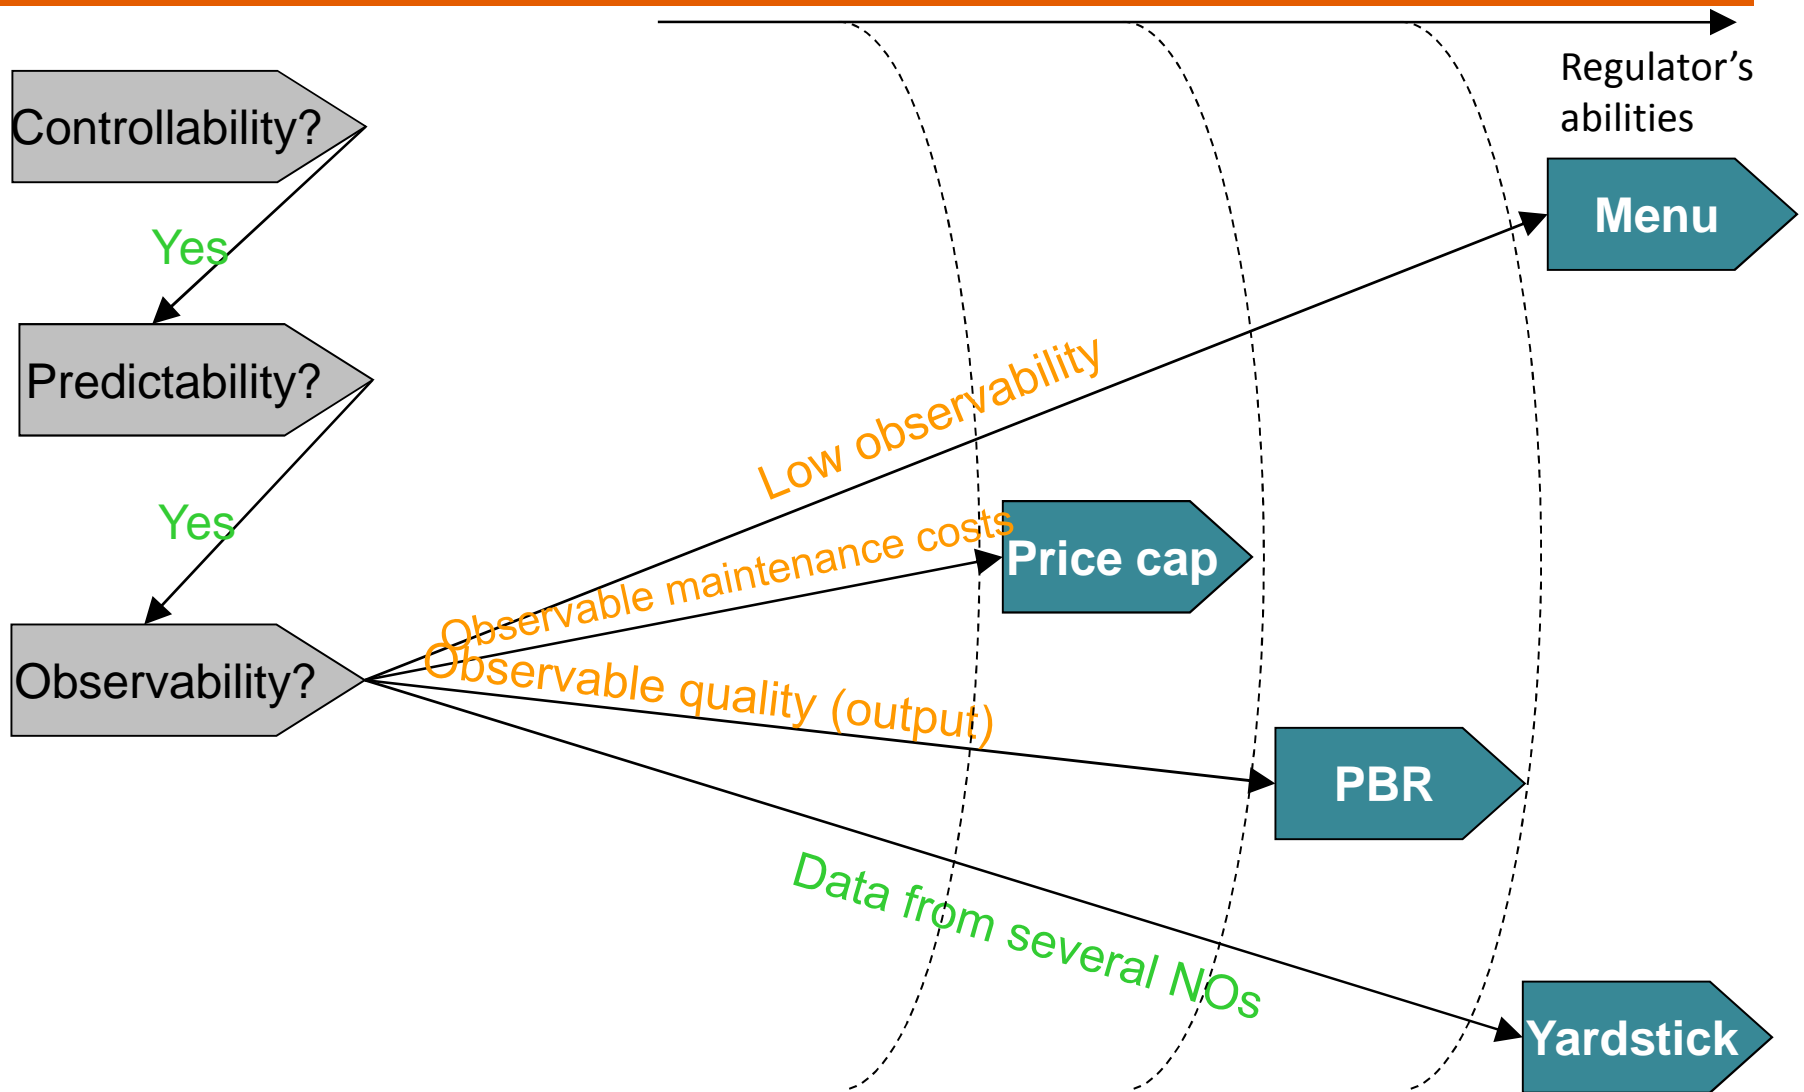 Regulator’s
abilities
Controllability?
Menu
Yes
Predictability?
Low observability
Yes
Observable maintenance costs
Price cap
Observability?
Observable quality (output)
PBR
Data from several NOs
Yardstick